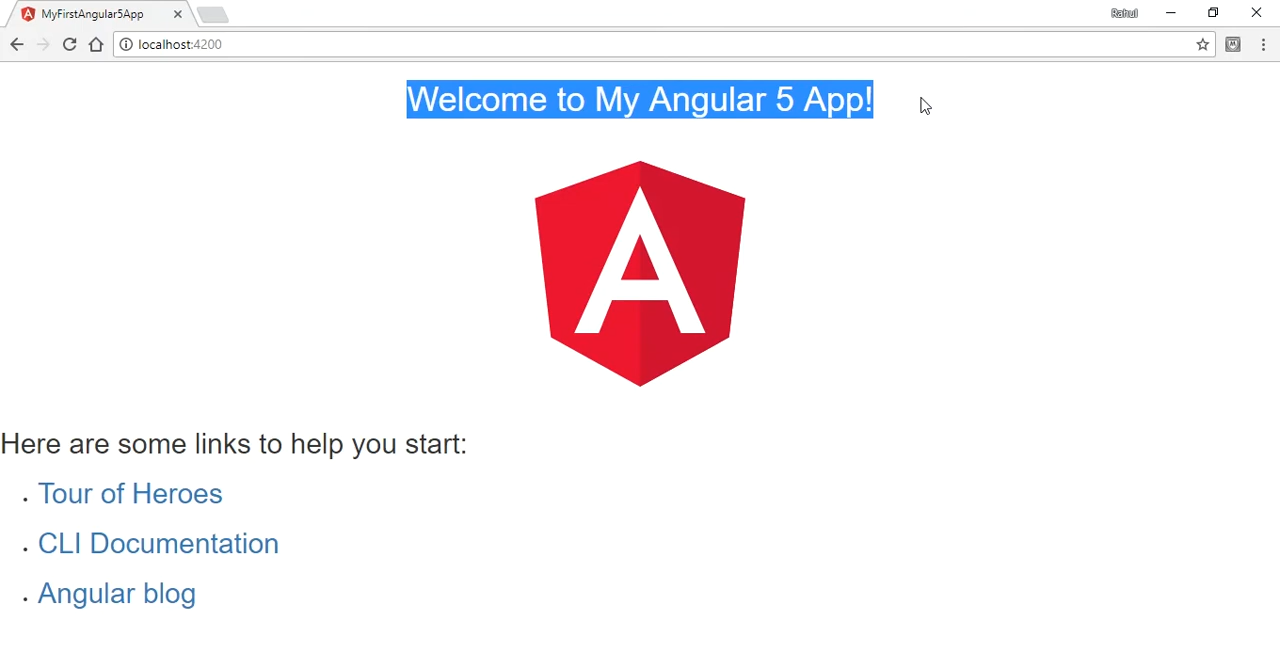 MyFirstAngular5App
Rahul
localhost:4200
Welcome to My Angular 5 App!
A
Here are some links to help you start:
Tour of Heroes
CLI Documentation
Angular blog